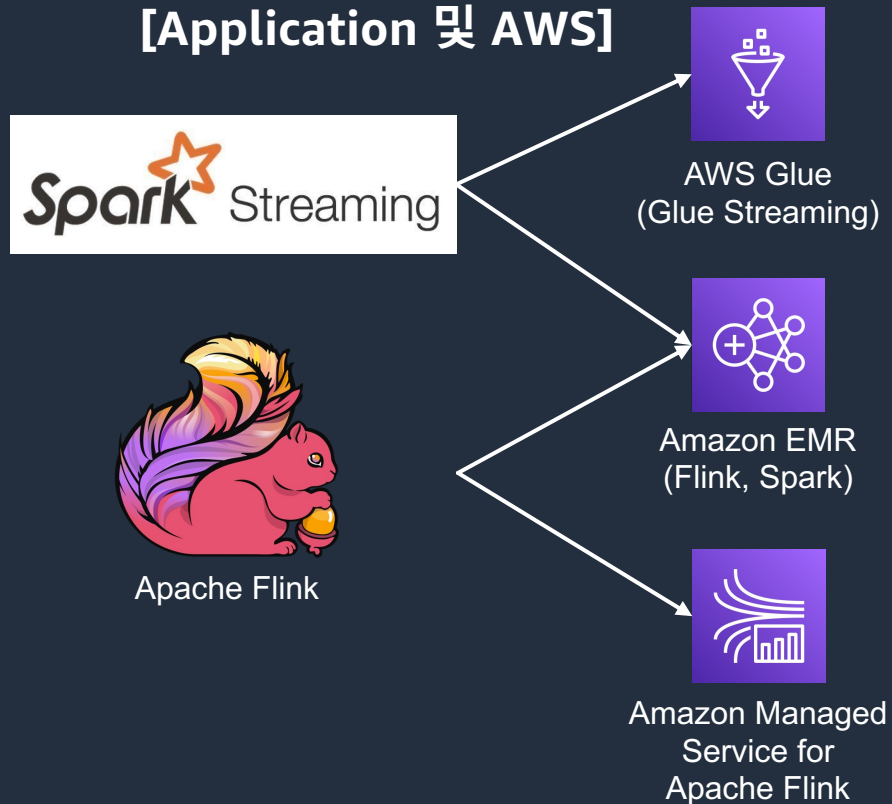 [Application 및 AWS]
Spark Streaming
AWS Glue
(Glue Streaming)
Amazon EMR
(Flink, Spark)
Apache Flink
Amazon Managed
Service for
Apache Flink